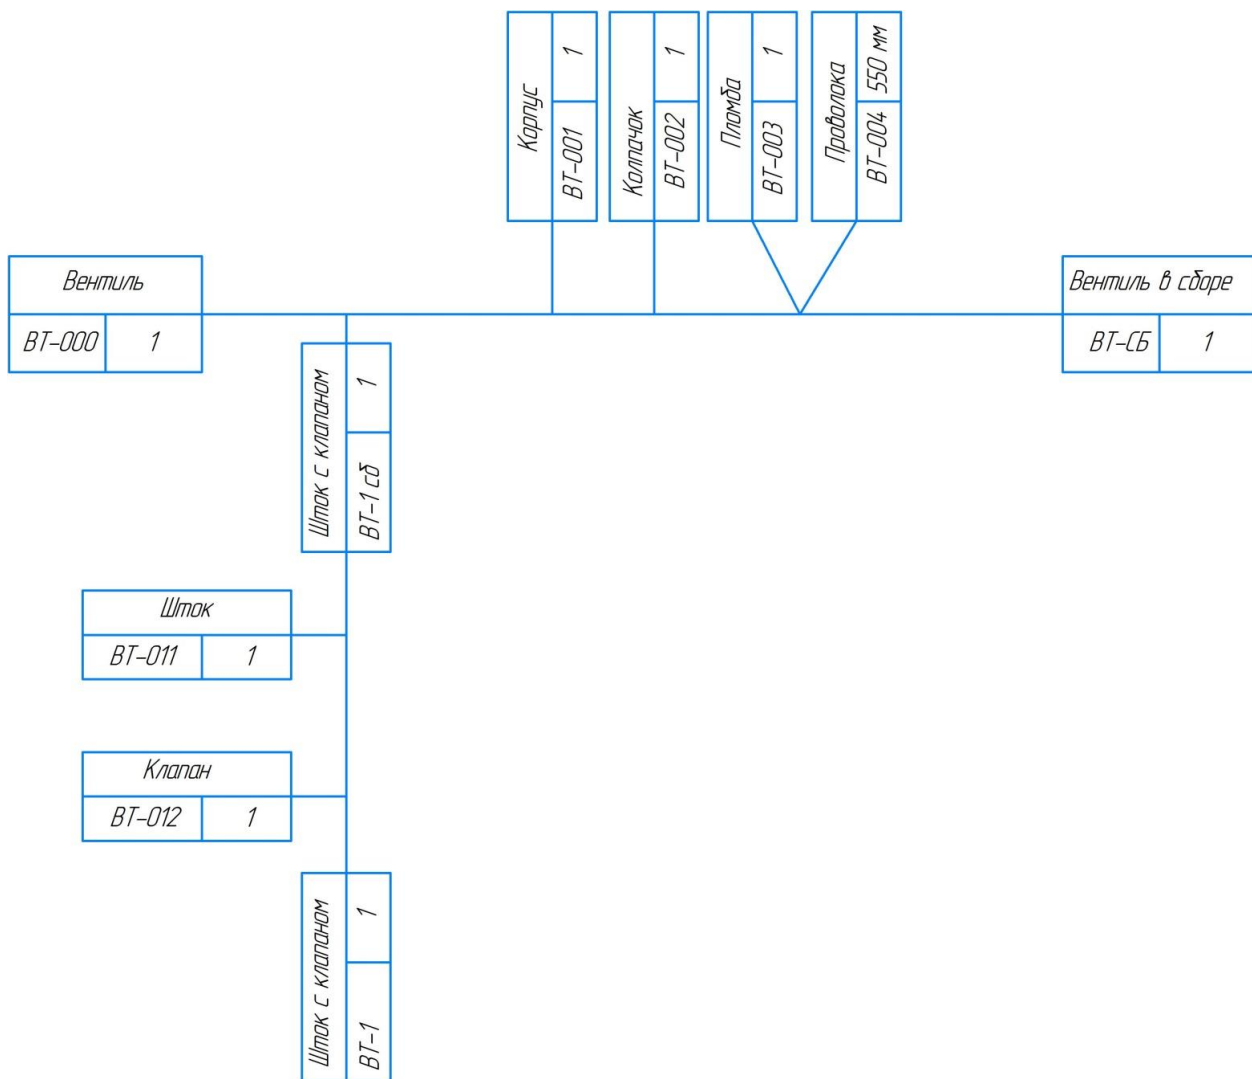 Корпус
ВТ-001 1
Колпачок
ВТ-002 1
Пломба
ВТ-003 1
Проволока
ВТ-004 550 мм
Вентиль
ВТ-000 1
Вентиль в сборе
ВТ-СБ 1
Шток с клапаном
ВТ-1 сб 1
Шток
ВТ-011 1
Клапан
ВТ-012 1
Шток с клапаном
ВТ-1 1